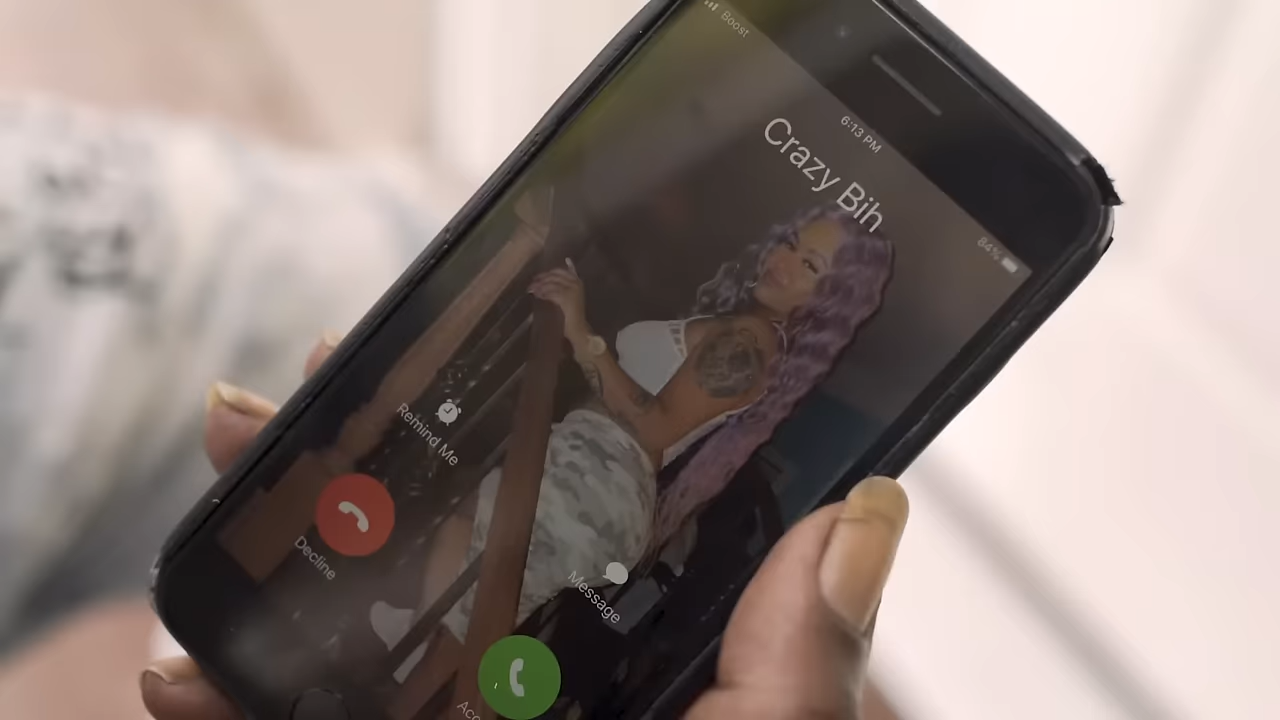 Boost
6:13 PM
84%
Crazy Bih
Remind Me
Message
Decline